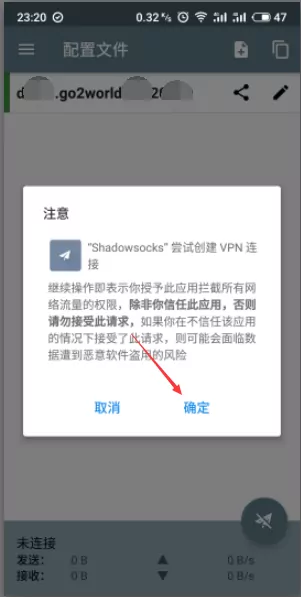 23:20 0.32 K/s 47
配置文件
d .go2world 20
注意
“Shadowsocks” 尝试创建 VPN 连
接
继续操作即表示你授予此应用拦截所有网
络流量的权限，除非你信任此应用，否则
请勿接受此请求，如果你在不信任该应用
的情况下接受了此请求，则可能会面临数
据遭到恶意软件盗用的风险
取消 确定
未连接
发送： 0 B ▲ 0 B/s
接收： 0 B ▼ 0 B/s